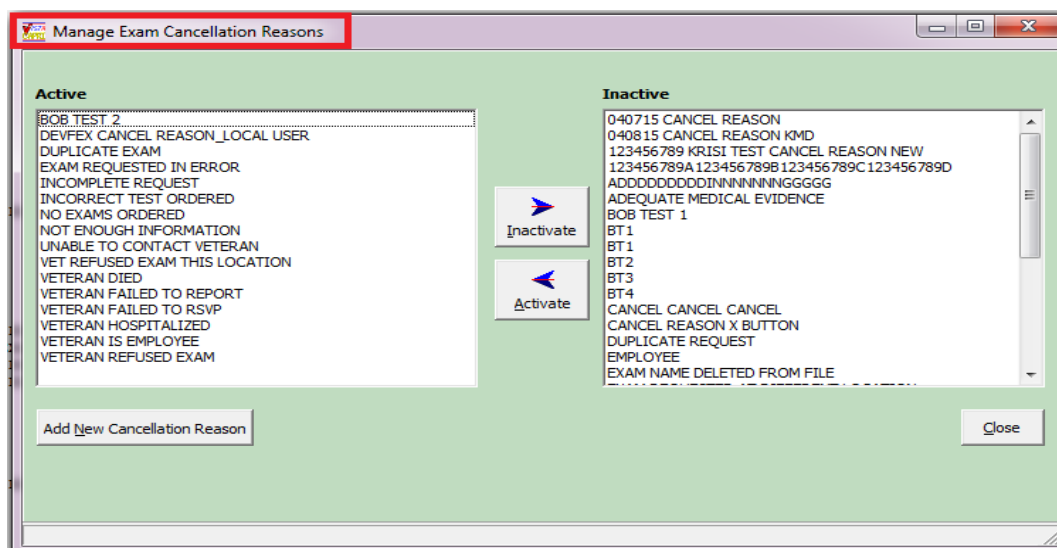 Manage Exam Cancellation Reasons
Active
BOB TEST 2
DEVFEX CANCEL REASON_LOCAL USER
DUPLICATE EXAM
EXAM REQUESTED IN ERROR
INCOMPLETE REQUEST
INCORRECT TEST ORDERED
NO EXAMS ORDERED
NOT ENOUGH INFORMATION
UNABLE TO CONTACT VETERAN
VET REFUSED EXAM THIS LOCATION
VETERAN DIED
VETERAN FAILED TO REPORT
VETERAN FAILED TO RSVP
VETERAN HOSPITALIZED
VETERAN IS EMPLOYEE
VETERAN REFUSED EXAM
Inactivate
Activate
Inactive
040715 CANCEL REASON
040815 CANCEL REASON KMD
123456789 KRISI TEST CANCEL REASON NEW
123456789A123456789B123456789C123456789D
ADDDDDDDDDINNNNNNNGGGGG
ADEQUATE MEDICAL EVIDENCE
BOB TEST 1
BT1
BT1
BT2
BT3
BT4
CANCEL CANCEL CANCEL
CANCEL REASON X BUTTON
DUPLICATE REQUEST
EMPLOYEE
EXAM NAME DELETED FROM FILE
Add New Cancellation Reason
Close